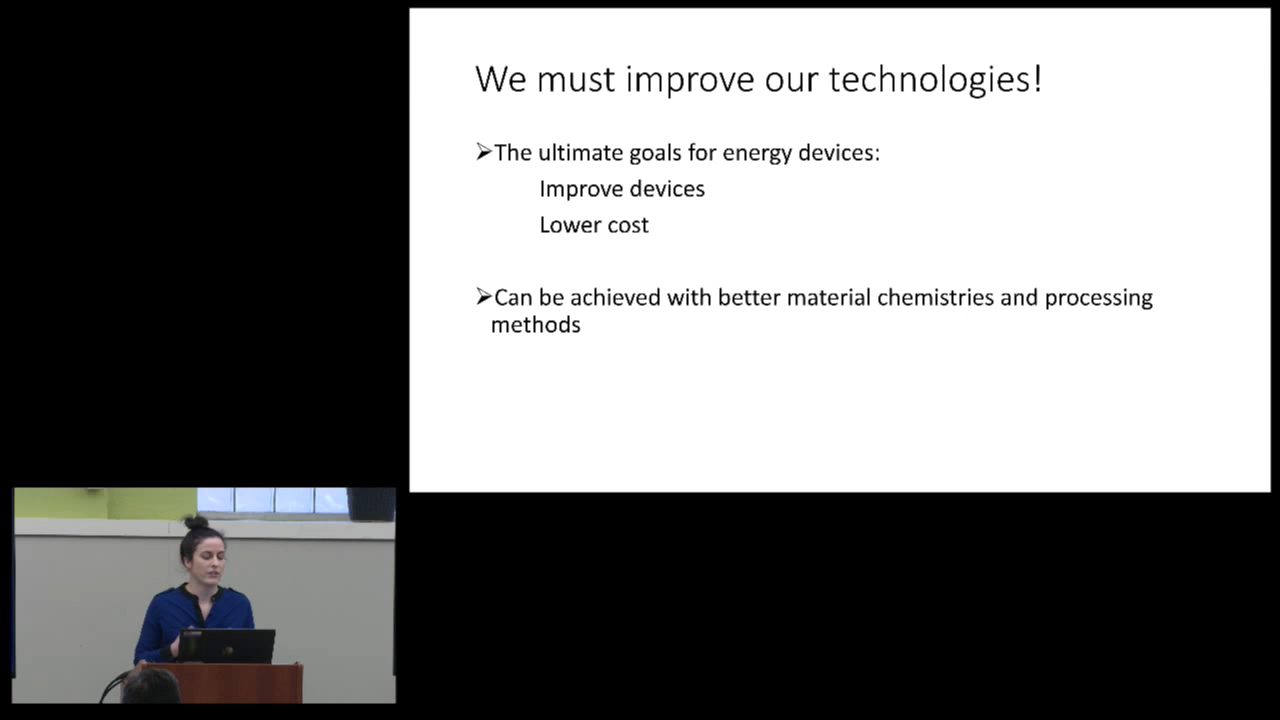 We must improve our technologies!
➢The ultimate goals for energy devices:
Improve devices
Lower cost
➢Can be achieved with better material chemistries and processing
methods